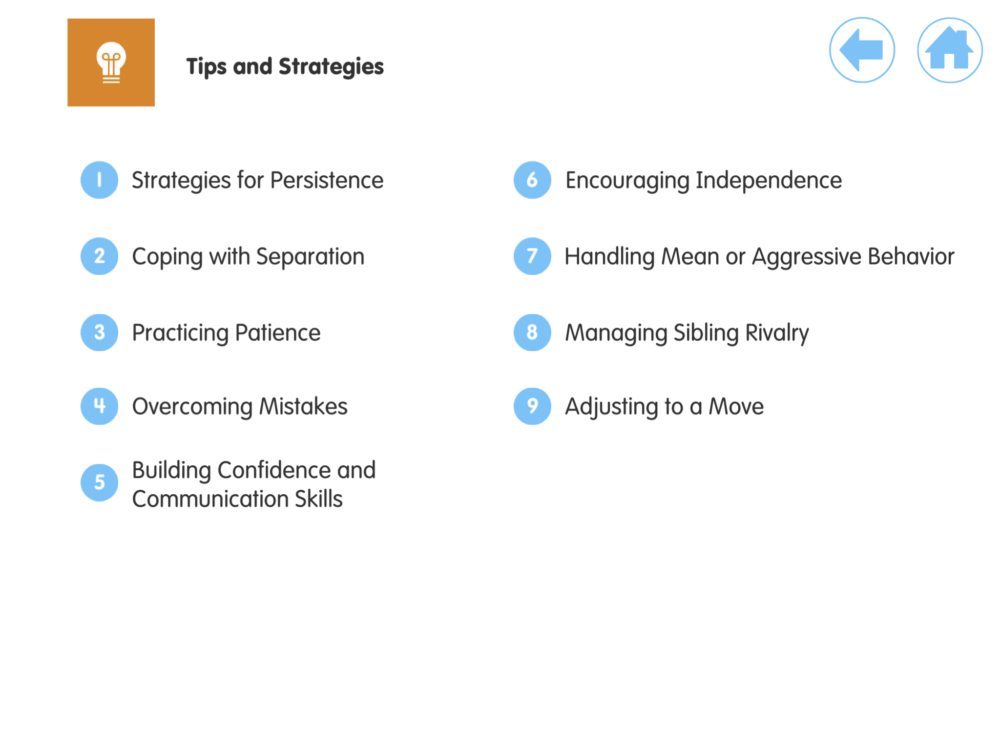 Tips and Strategies
1 Strategies for Persistence
2 Coping with Separation
3 Practicing Patience
4 Overcoming Mistakes
5 Building Confidence and
Communication Skills
6 Encouraging Independence
7 Handling Mean or Aggressive Behavior
8 Managing Sibling Rivalry
9 Adjusting to a Move